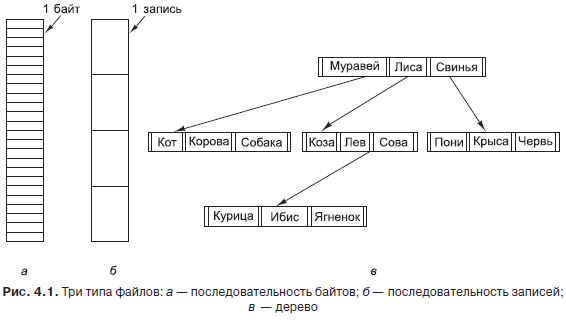 1 байт
1 запись
Муравей Лиса Свинья
Кот Корова Собака
Коза Лев Сова
Пони Крыса Червь
Курица Ибис Ягненок
а
б
в
Рис. 4.1. Три типа файлов: а — последовательность байтов; б — последовательность записей;
в — дерево